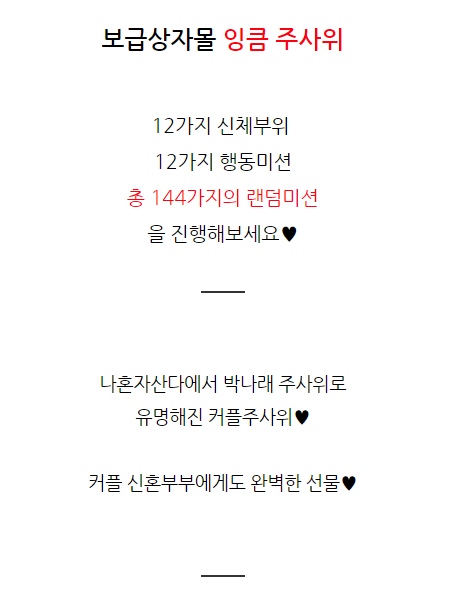 보급상자몰 잉큼 주사위
12가지 신체부위
12가지 행동미션
총 144가지의 랜덤미션
을 진행해보세요♥
나혼자산다에서 박나래 주사위로
유명해진 커플주사위♥
커플 신혼부부에게도 완벽한 선물♥